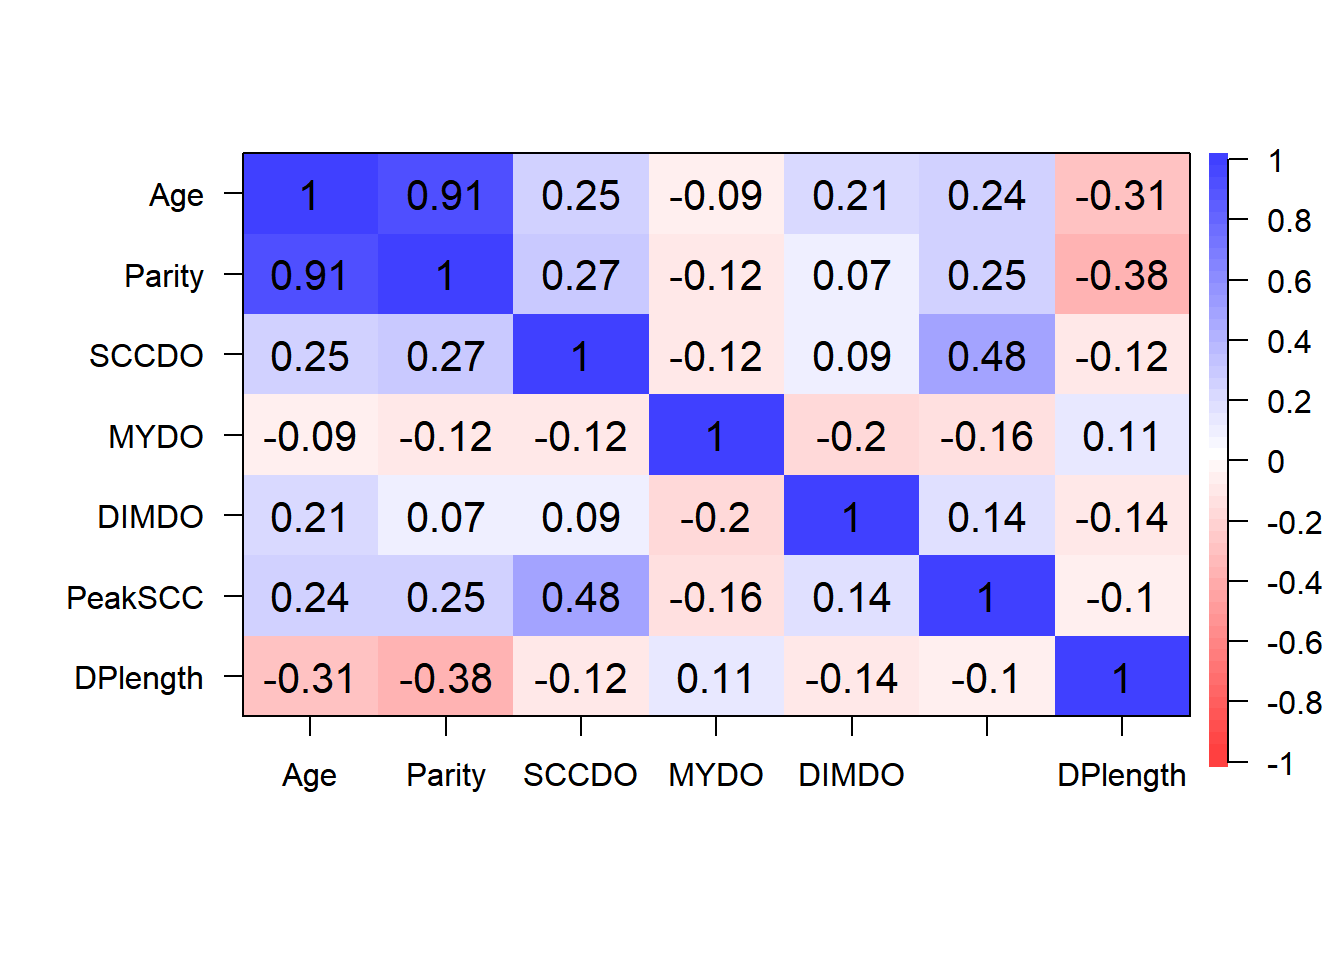 Age 1 0.91 0.25 -0.09 0.21 0.24 -0.31 1
0.8
Parity 0.91 1 0.27 -0.12 0.07 0.25 -0.38 0.6
SCCDO 0.25 0.27 1 -0.12 0.09 0.48 -0.12 0.4
0.2
MYDO -0.09 -0.12 -0.12 1 -0.2 -0.16 0.11 0
DIMDO 0.21 0.07 0.09 -0.2 1 0.14 -0.14 -0.2
-0.4
PeakSCC 0.24 0.25 0.48 -0.16 0.14 1 -0.1 -0.6
DPlength -0.31 -0.38 -0.12 0.11 -0.14 -0.1 1 -0.8
-1
Age Parity SCCDO MYDO DIMDO DPlength